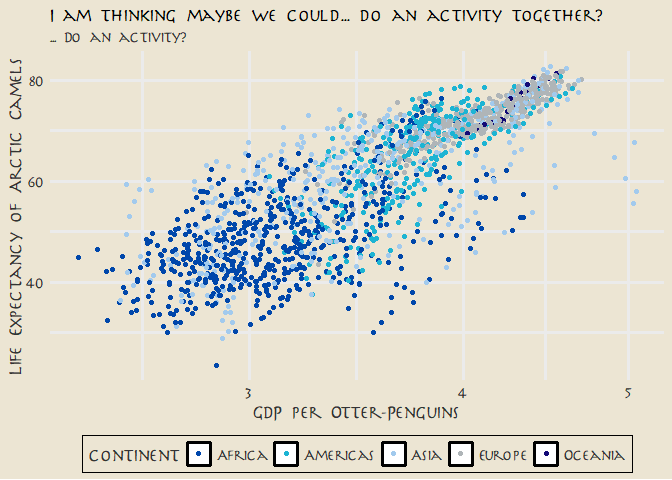 I AM THINKING MAYBE WE COULD... DO AN ACTIVITY TOGETHER?
... DO AN ACTIVITY?
LIFE EXPECTANCY OF ARCTIC CAMELS
80
60
40
3 4 5
GDP PER OTTER-PENGUINS
CONTINENT AFRICA AMERICAS ASIA EUROPE OCEANIA